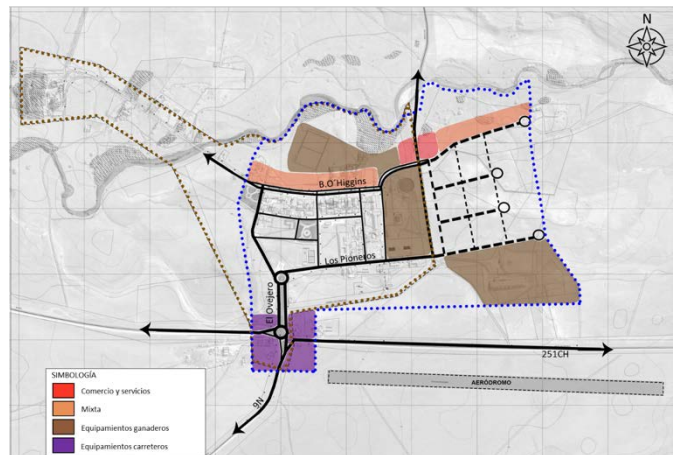 N
B.O´Higgins
Los Pioneros
El Ovejero
251CH
AERÓDROMO
9N
SIMBOLOGÍA
Comercio y servicios
Mixta
Equipamientos ganaderos
Equipamientos carreteros